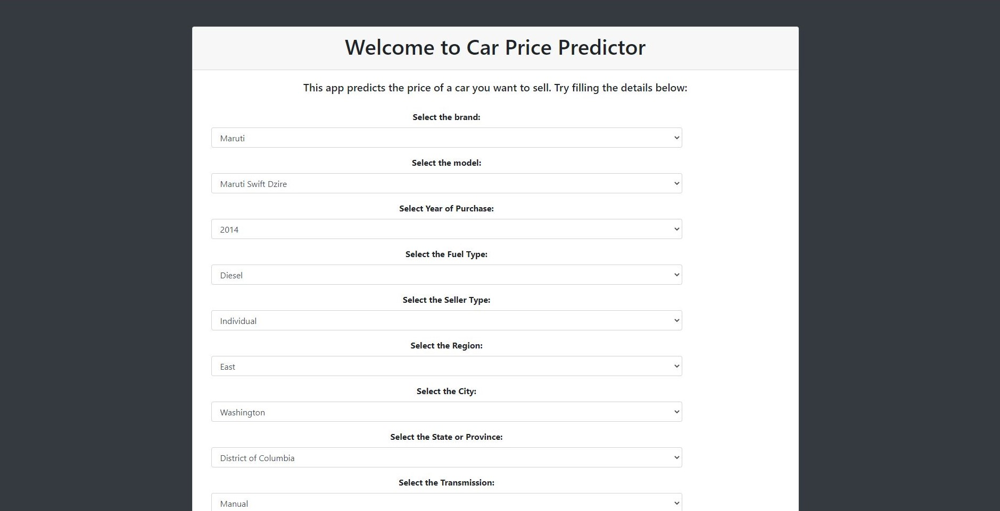 Welcome to Car Price Predictor
This app predicts the price of a car you want to sell. Try filling the details below:
Select the brand:
Maruti
Select the model:
Maruti Swift Dzire
Select Year of Purchase:
2014
Select the Fuel Type:
Diesel
Select the Seller Type:
Individual
Select the Region:
East
Select the City:
Washington
Select the State or Province:
District of Columbia
Select the Transmission:
Manual